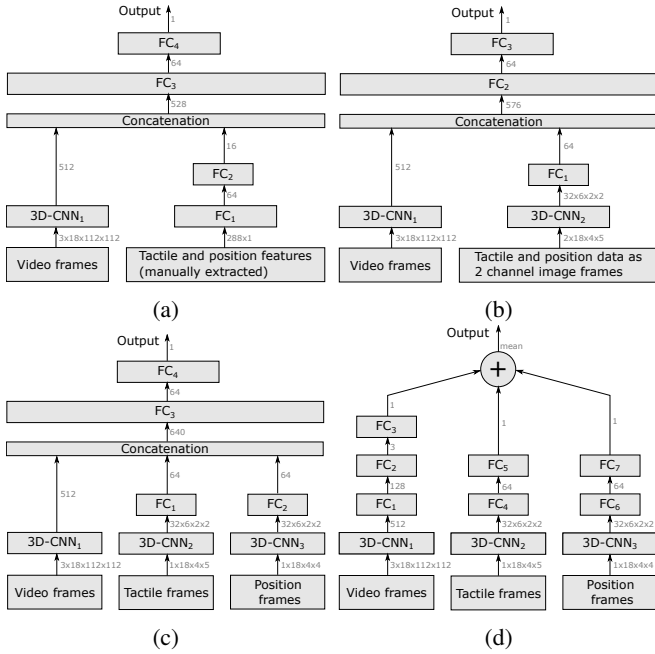 Output
1
FC4
64
FC3
528
Concatenation
512
16
FC2
64
3D-CNN1
FC1
3x18x112x112
288x1
Video frames
Tactile and position features
(manually extracted)
(a)
Output
1
FC3
64
FC2
576
Concatenation
512
64
FC1
32x6x2x2
3D-CNN1
3D-CNN2
3x18x112x112
2x18x4x5
Video frames
Tactile and position data as
2 channel image frames
(b)
Output
1
FC4
64
FC3
640
Concatenation
512
64
64
FC1
FC2
32x6x2x2
32x6x2x2
3D-CNN1
3D-CNN2
3D-CNN3
3x18x112x112
1x18x4x5
1x18x4x4
Video frames
Tactile frames
Position
frames
(c)
Output
mean
+
1
1
1
FC3
3
FC2
FC5
FC7
128
64
64
FC1
FC4
FC6
512
32x6x2x2
32x6x2x2
3D-CNN1
3D-CNN2
3D-CNN3
3x18x112x112
1x18x4x5
1x18x4x4
Video frames
Tactile frames
Position
frames
(d)